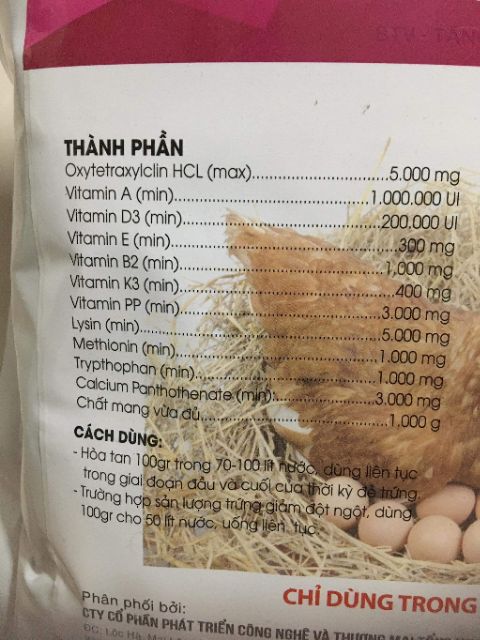 THÀNH PHẦN
Oxytetraxylclin HCL (max)..........................5.000 mg
Vitamin A (min)..........................1.000.000 UI
Vitamin D3 (min)..........................200.000 UI
Vitamin E (min)..........................300 mg
Vitamin B2 (min)..........................1,000 mg
Vitamin K3 (min)..........................400 mg
Vitamin PP (min)..........................3.000 mg
Lysin (min)..........................5.000 mg
Methionin (min)..........................1.000 mg
Trypthophan (min)..........................1.000 mg
Calcium Panthothenate (min):..........................3.000 mg
Chất mang vừa đủ..........................1.000 g
CÁCH DÙNG:
- Hòa tan 100gr trong 70-100 lít nước, dùng liên tục
trong giai đoạn đầu và cuối của thời kỳ đẻ trứng.
- Trường hợp sản lượng trứng giảm đột ngột, dùng
100gr cho 50 lít nước, uống liên tục.
CHỈ DÙNG TRONG
Phân phối bởi:
CTY CỔ PHẦN PHÁT TRIỂN CÔNG NGHỆ VÀ THƯƠNG MẠI